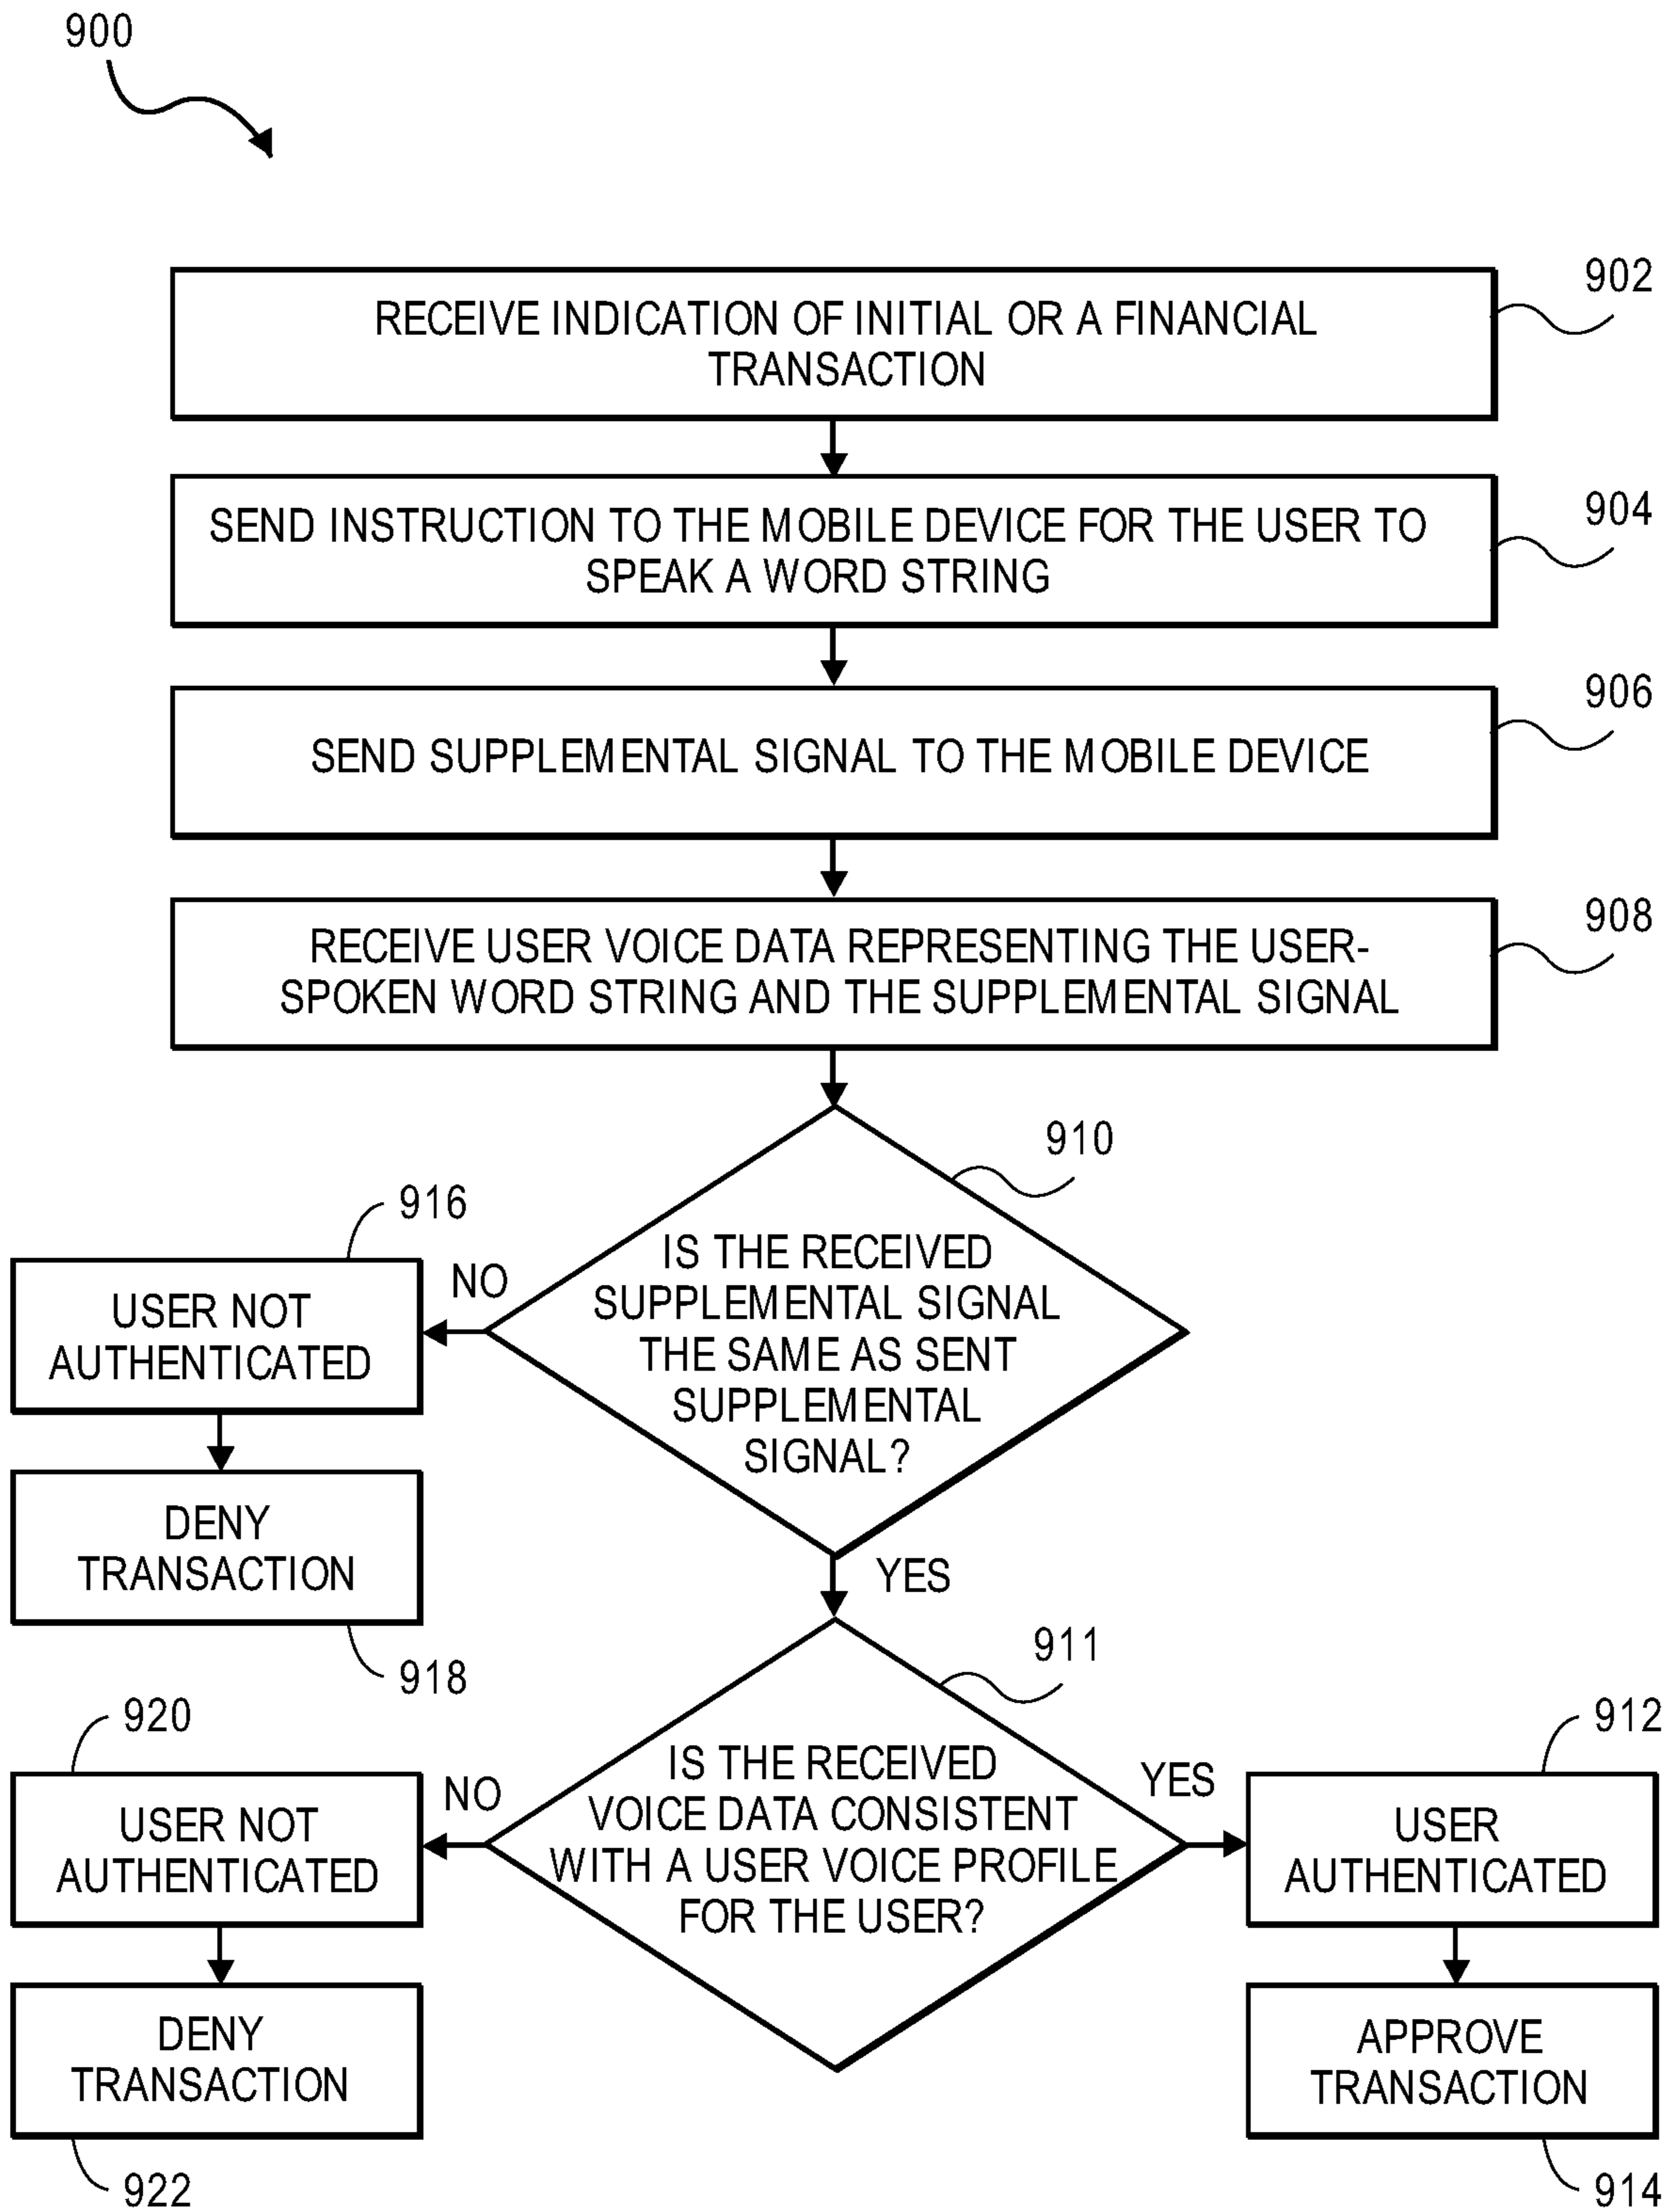 900
902
RECEIVE INDICATION OF INITIAL OR A FINANCIAL
TRANSACTION
904
SEND INSTRUCTION TO THE MOBILE DEVICE FOR THE USER TO
SPEAK A WORD STRING
906
SEND SUPPLEMENTAL SIGNAL TO THE MOBILE DEVICE
908
RECEIVE USER VOICE DATA REPRESENTING THE USER-
SPOKEN WORD STRING AND THE SUPPLEMENTAL SIGNAL
910
IS THE RECEIVED
SUPPLEMENTAL SIGNAL
THE SAME AS SENT
SUPPLEMENTAL
SIGNAL?
916
NO
USER NOT
AUTHENTICATED
DENY
TRANSACTION
918
YES
911
IS THE RECEIVED
VOICE DATA CONSISTENT
WITH A USER VOICE PROFILE
FOR THE USER?
920
NO
USER NOT
AUTHENTICATED
DENY
TRANSACTION
922
YES
912
USER
AUTHENTICATED
APPROVE
TRANSACTION
914